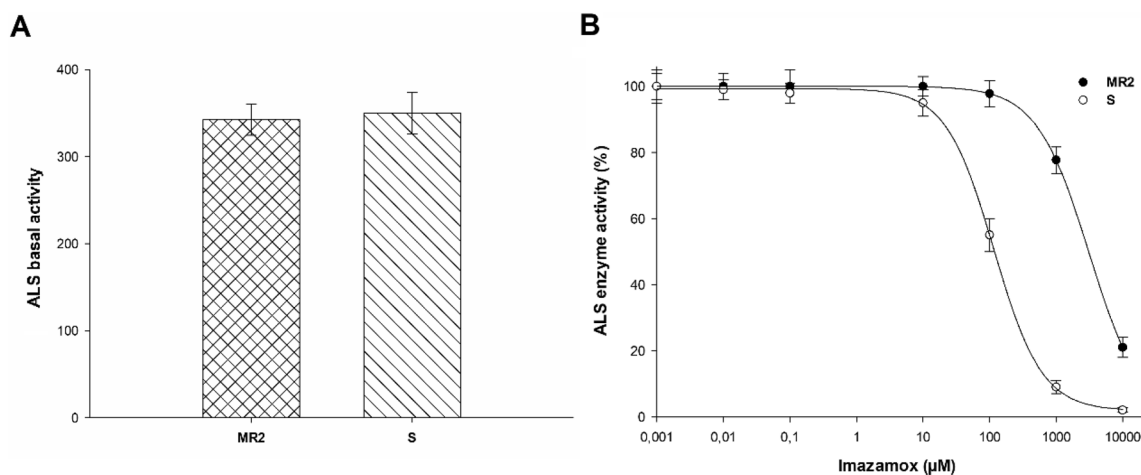 A
ALS basal activity
400
300
200
100
0
MR2
S
B
ALS enzyme activity (%)
100
80
60
40
20
0
MR2
S
0,001
0,01
0,1
1
10
100
1000
10000
Imazamox (µM)